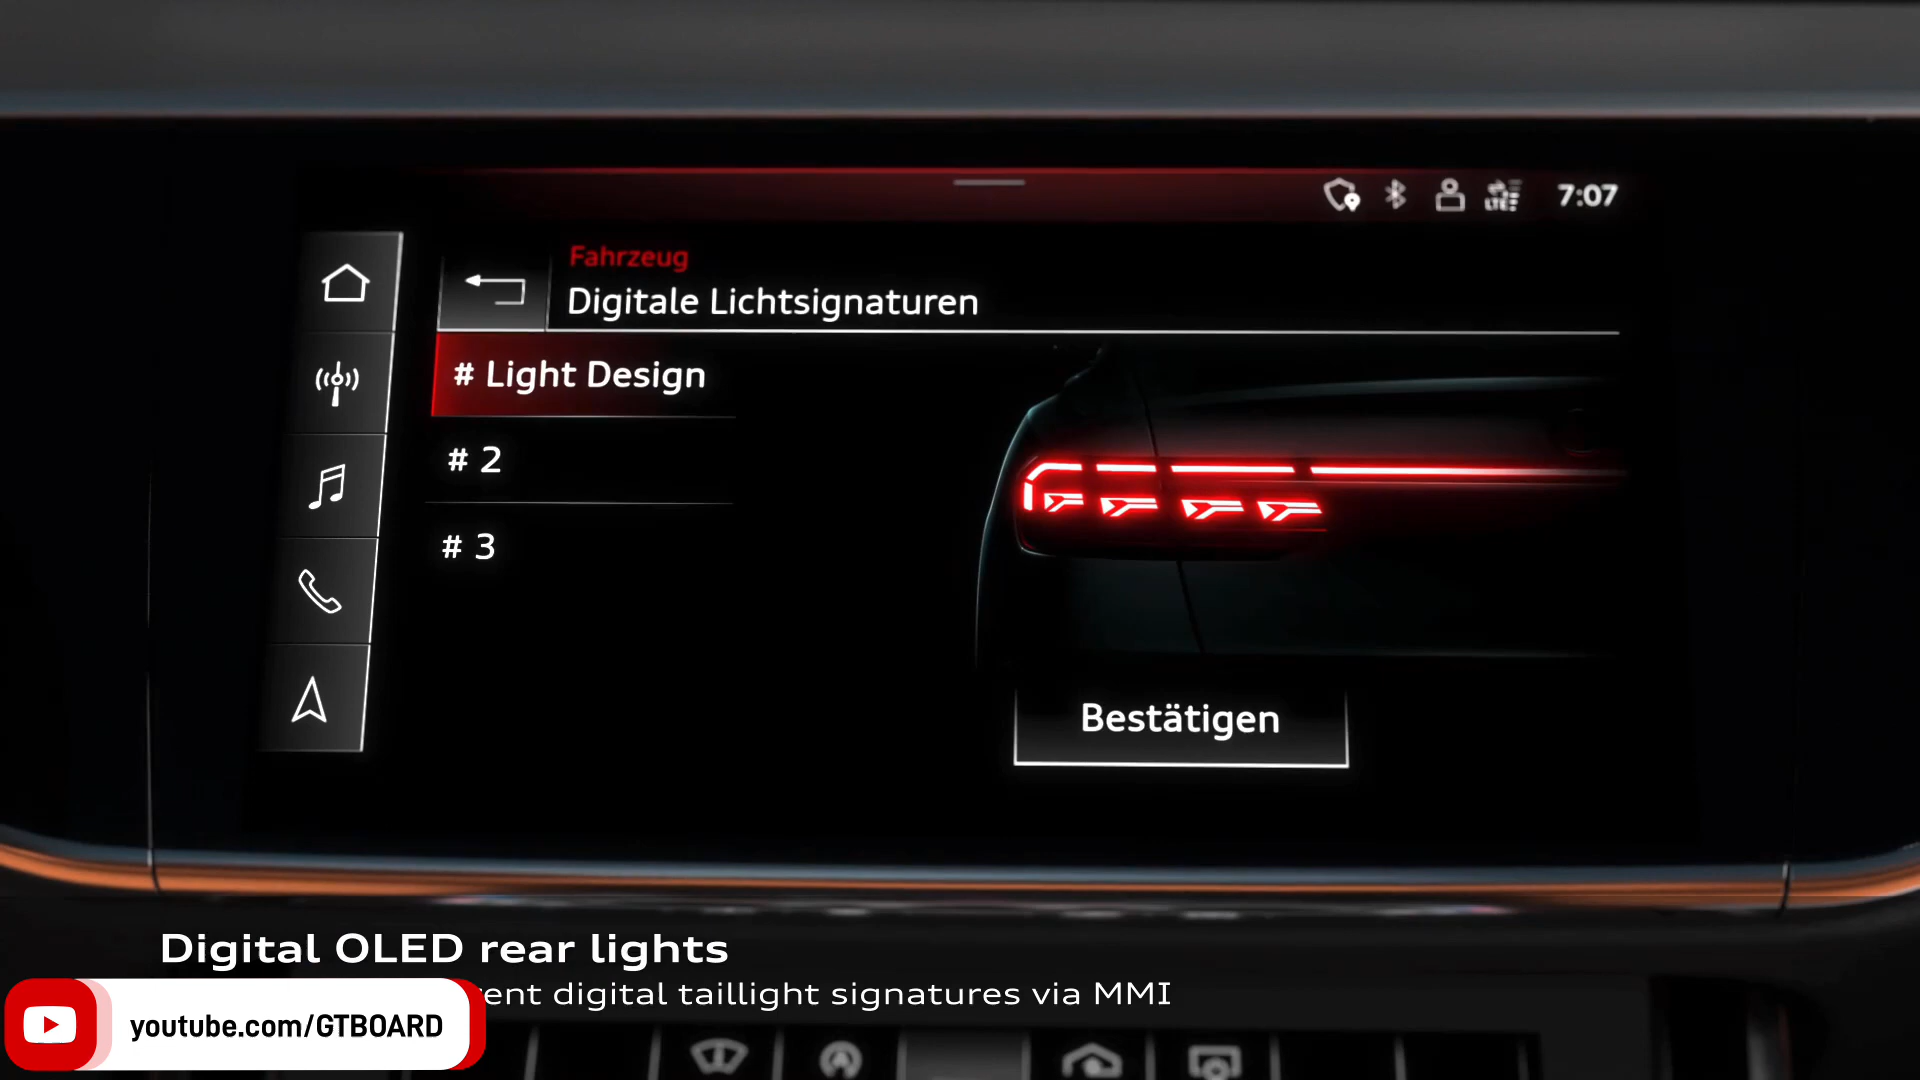 LTE
7:07
Fahrzeug
Digitale Lichtsignaturen
# Light Design
# 2
# 3
Bestätigen
Digital OLED rear lights
ent digital taillight signatures via MMI
youtube.com/GTBOARD
A